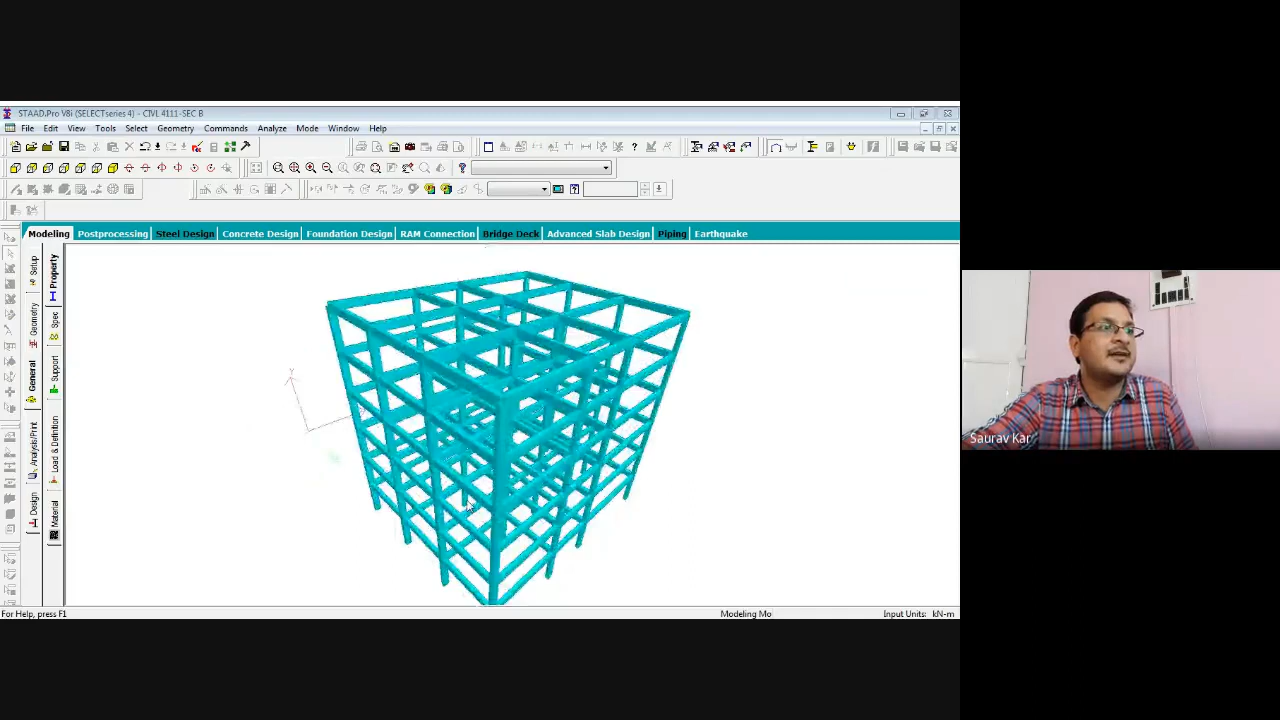 STAAD.Pro V8i (SELECTseries 4) - CIVL 4111-SEC B
File Edit View Tools Select Geometry Commands Analyze Mode Window Help
Modeling Postprocessing Steel Design Concrete Design Foundation Design RAM Connection Bridge Deck Advanced Slab Design Piping Earthquake
Setup
Geometry
General
Analysis/Print
Design
Property
Spec
Support
Load & Definition
Material
Y
Saurav Kar
For Help, press F1
Modeling Mo
Input Units: kN-m